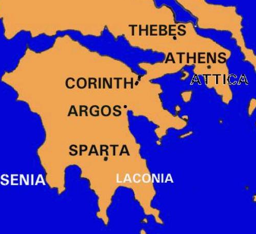 THEBES
ATHENS
ATTICA
CORINTH
ARGOS
SPARTA
SENIA
LACONIA